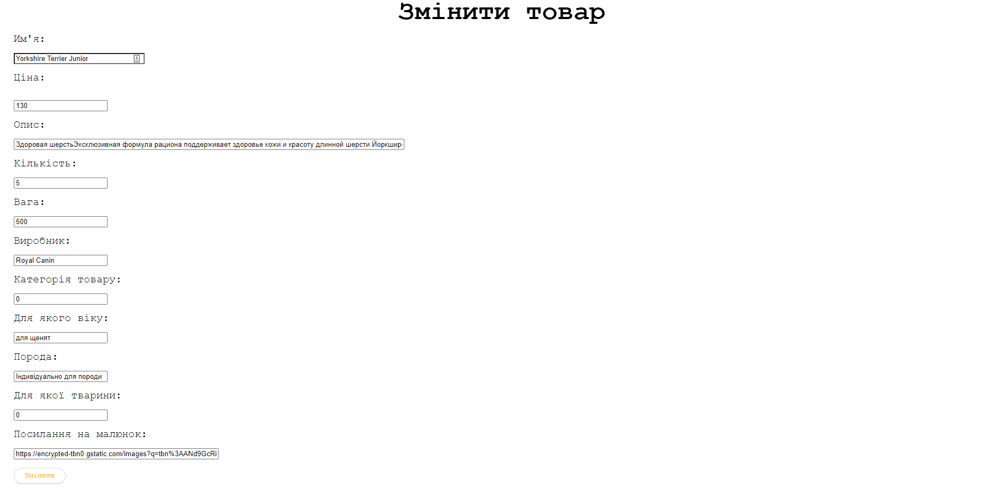 Змінити товар
Им'я:
Yorkshire Terrier Junior
Ціна:
130
Опис:
Здоровая шерстьЭксклюзивная формула рациона поддерживает здоровье кожи и красоту длинной шерсти Йоркшир
Кількість:
5
Вага:
500
Виробник:
Royal Canin
Категорія товару:
0
Для якого віку:
для щенят
Порода:
Індивідуально для породи
Для якої тварини:
0
Посилання на малюнок:
https://encrypted-tbn0.gstatic.com/images?q=tbn%3AANd9GcRi
Змінити